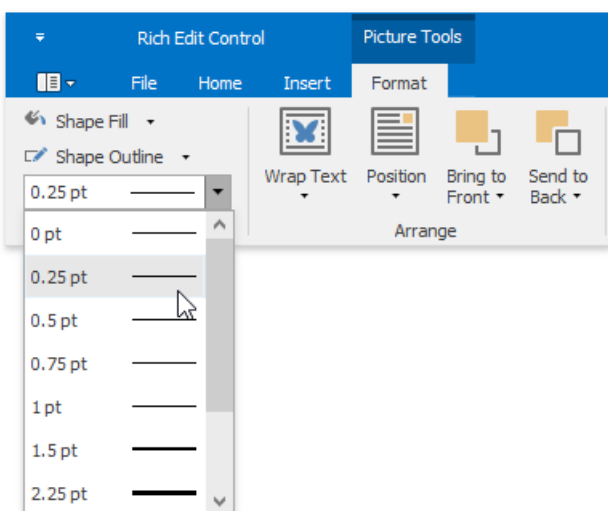 Rich Edit Control Picture Tools
File Home Insert Format
Shape Fill
Shape Outline
0.25 pt
Wrap Text
Position
Bring to
Front
Send to
Back
Arrange
0 pt
0.25 pt
0.5 pt
0.75 pt
1 pt
1.5 pt
2.25 pt